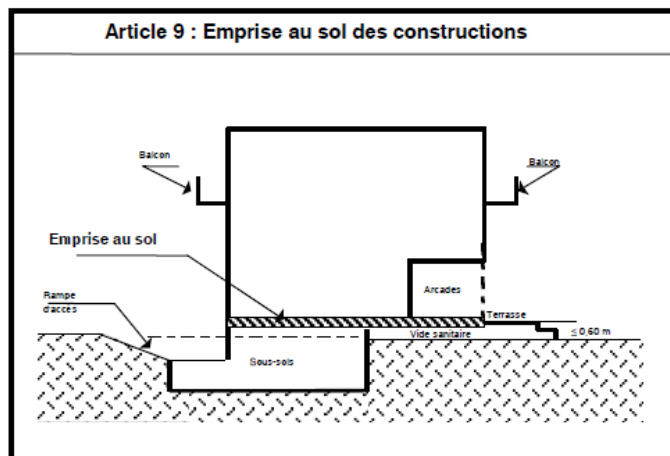 Article 9 : Emprise au sol des constructions
Balcon
Balcon
Emprise au sol
Arcades
Rampe
d'accès
Terrasse
≤ 0,60 m
Vide sanitaire
Sous-sols